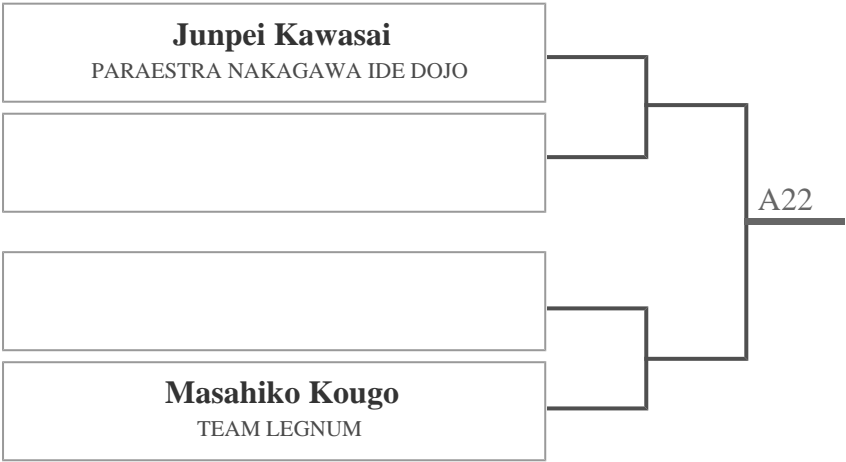 Junpei Kawasai
PARAESTRA NAKAGAWA IDE DOJO
A22
Masahiko Kougo
TEAM LEGNUM